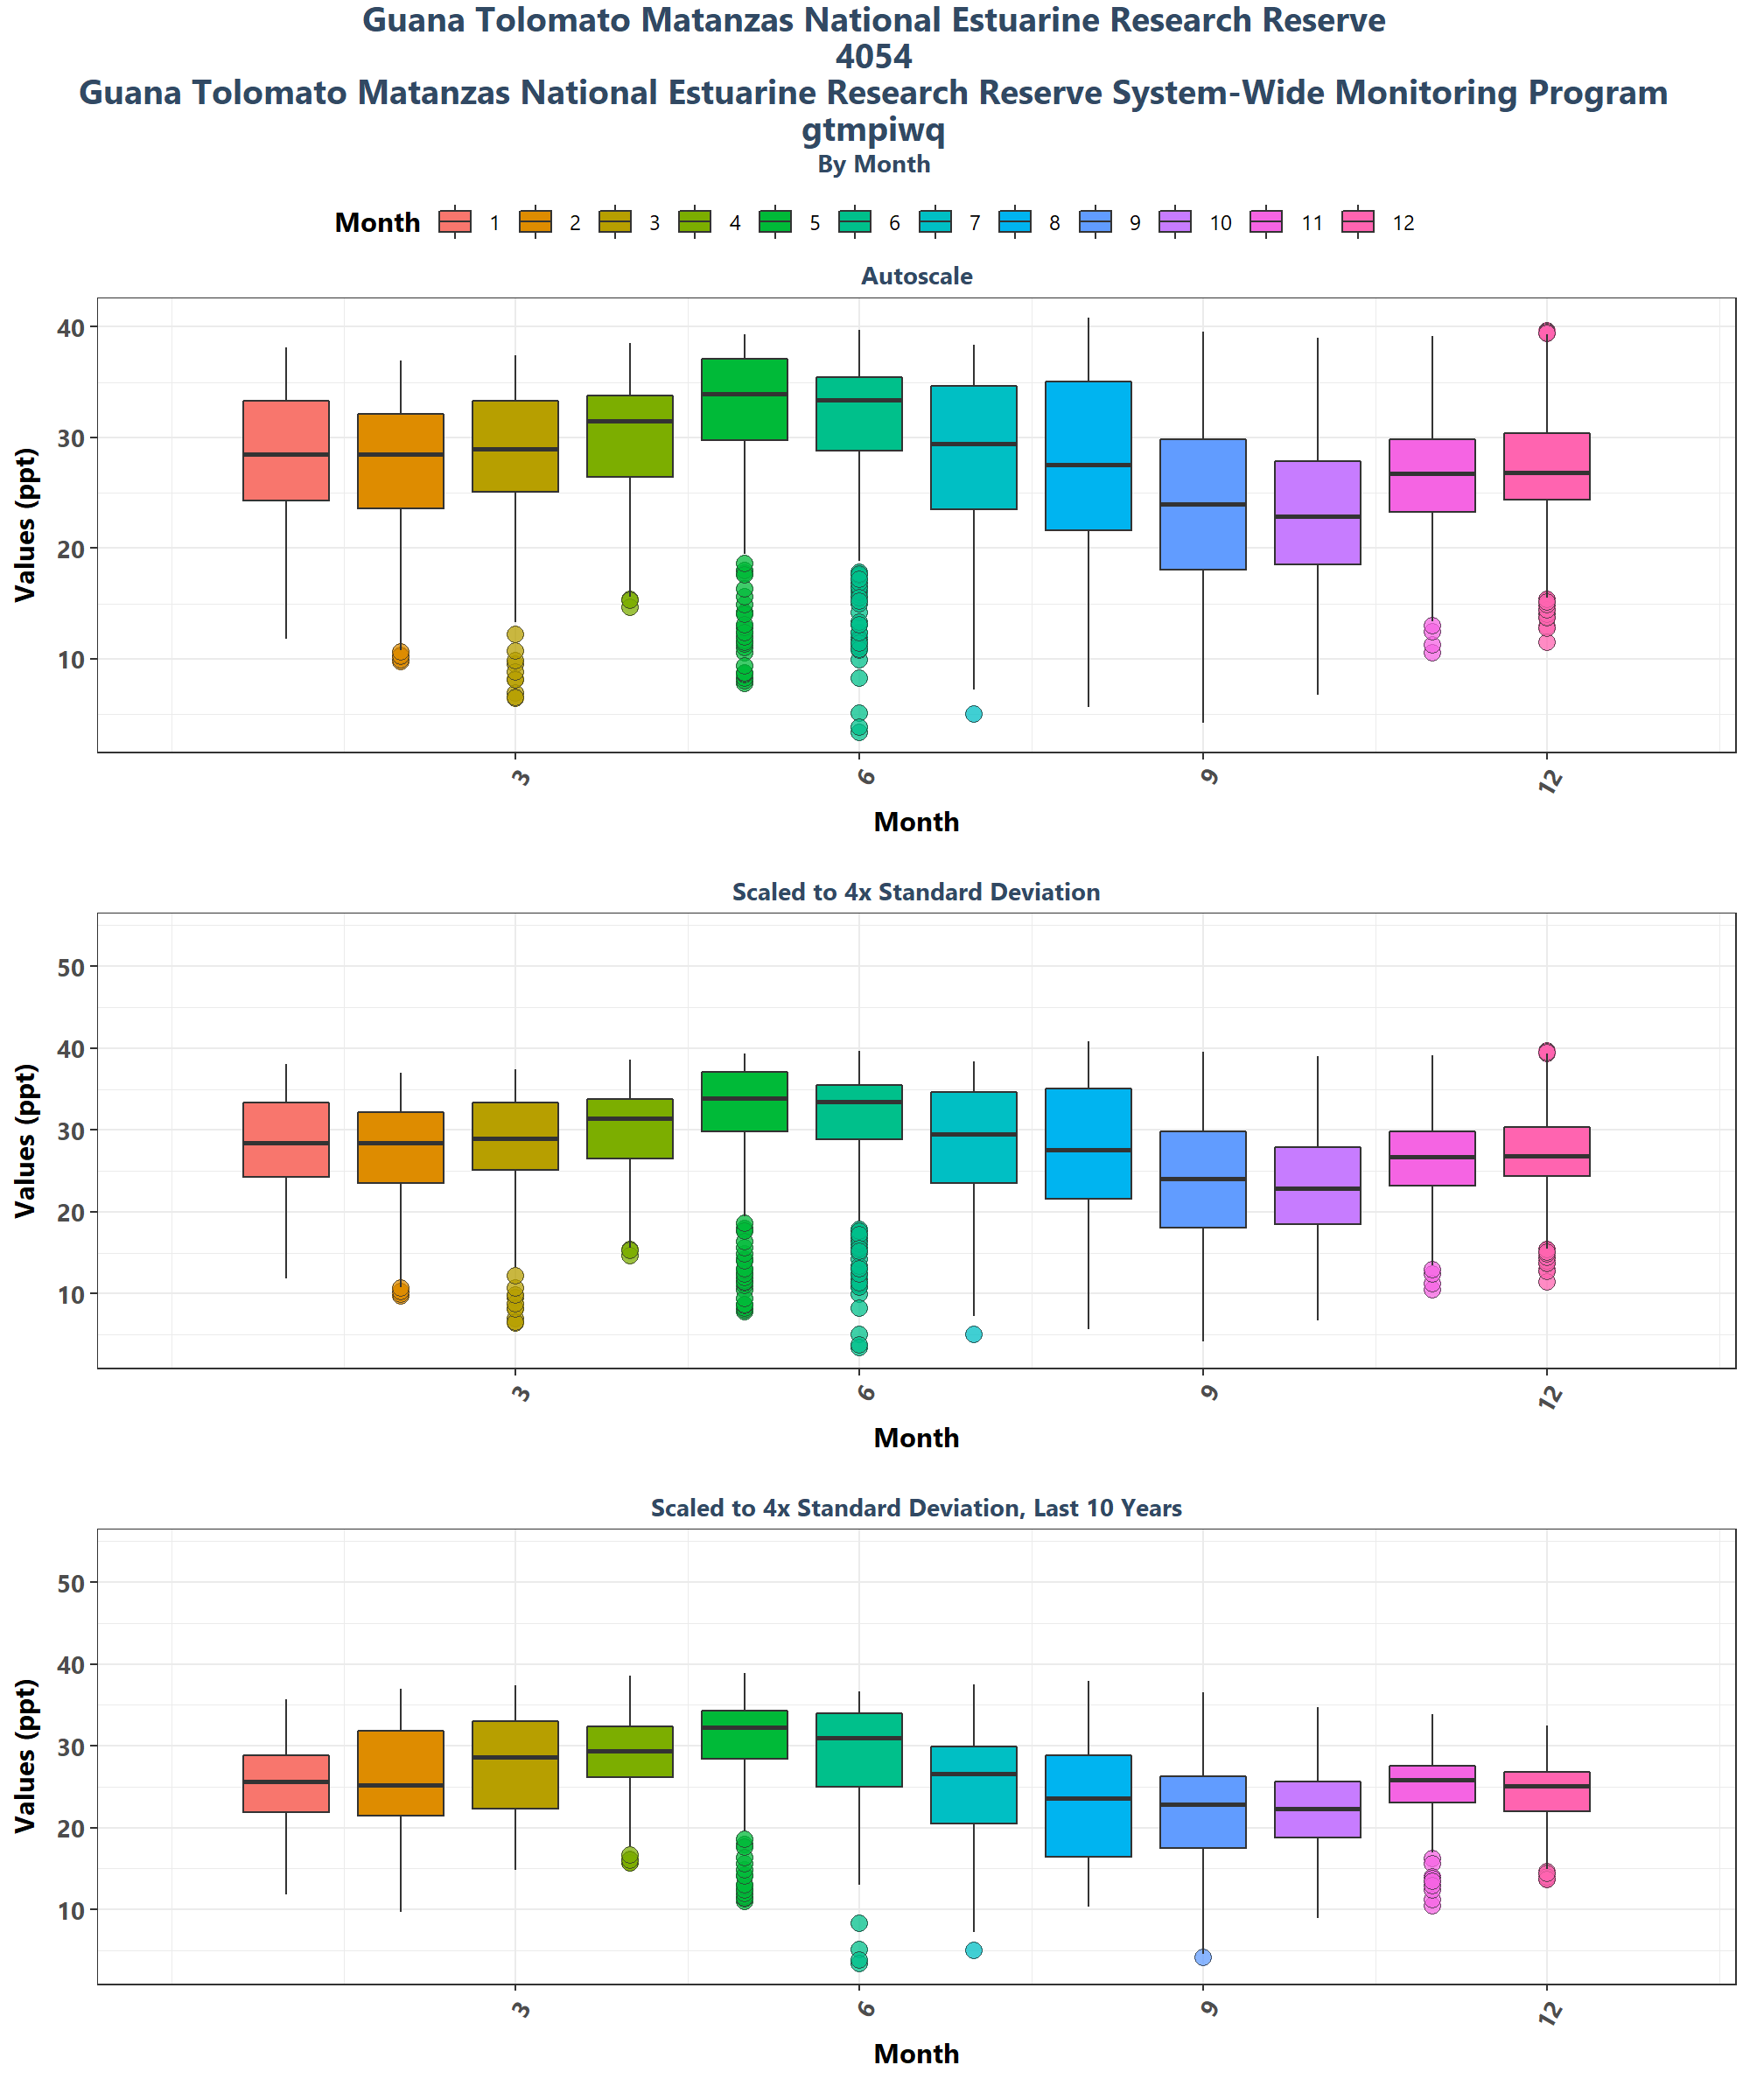 Guana Tolomato Matanzas National Estuarine Research Reserve
4054
Guana Tolomato Matanzas National Estuarine Research Reserve System-Wide Monitoring Program
gtmpiwq
By Month
Month 1 2 3 4 5 6 7 8 9 10 11 12
Autoscale
Values (ppt)
40
30
20
10
3 6 9 12
Month
Scaled to 4x Standard Deviation
Values (ppt)
50
40
30
20
10
3 6 9 12
Month
Scaled to 4x Standard Deviation, Last 10 Years
Values (ppt)
50
40
30
20
10
3 6 9 12
Month